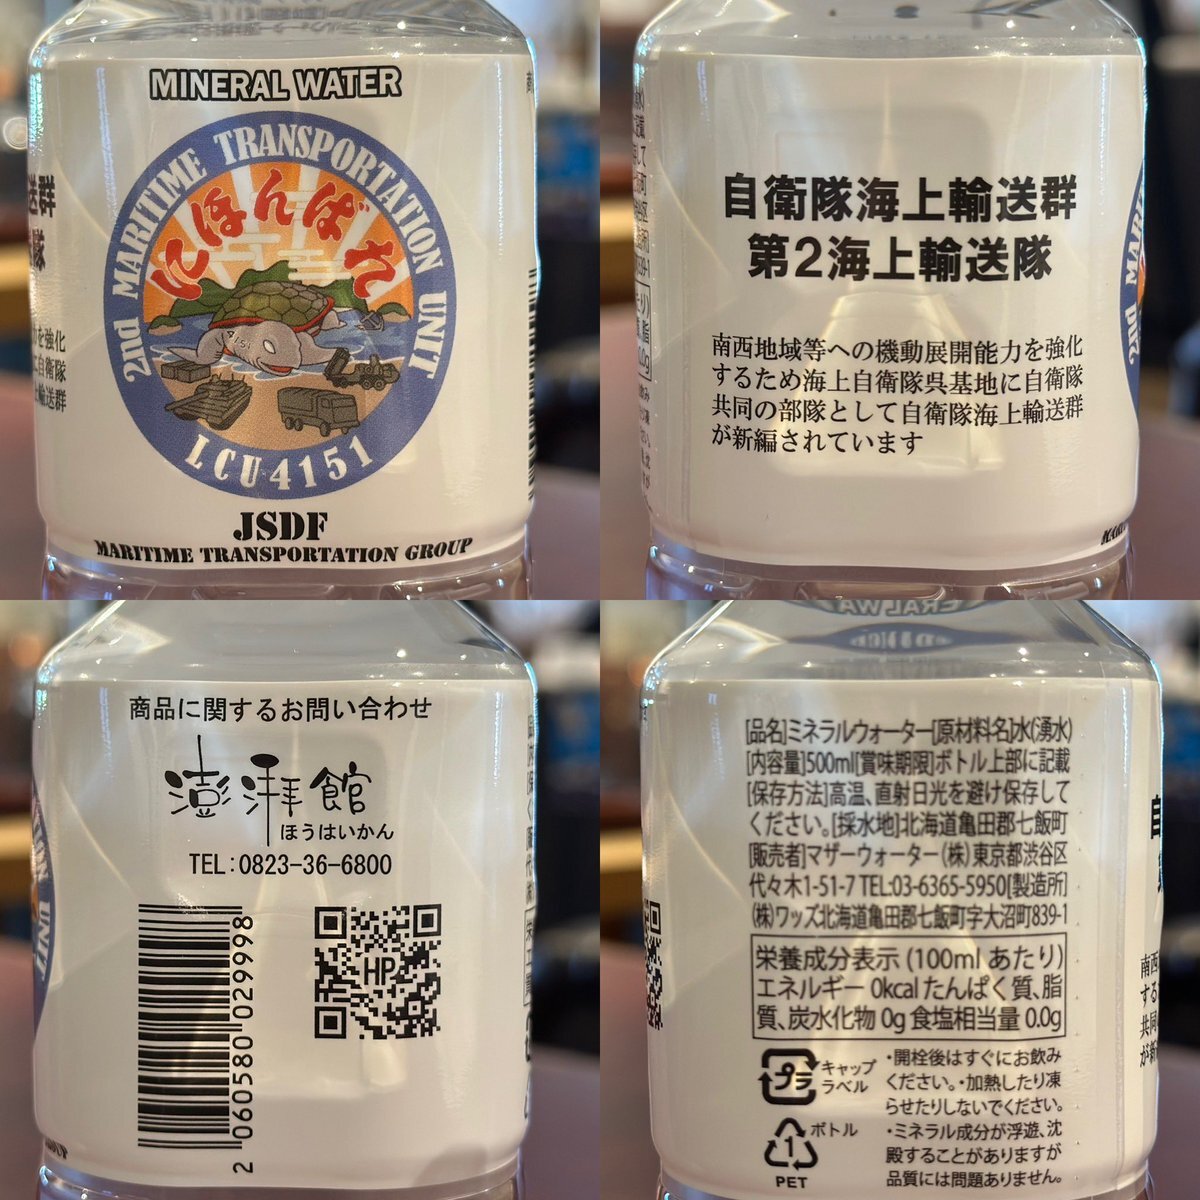 MINERAL WATER
2nd MARITIME TRANSPORTATION UNIT
にほんばれ
4151
LCU-4151
JSDF
MARITIME TRANSPORTATION GROUP
自衛隊海上輸送群
第2海上輸送隊
南西地域等への機動展開能力を強化
するため海上自衛隊呉基地に自衛隊
共同の部隊として自衛隊海上輸送群
が新編されています
商品に関するお問い合わせ
澎湃館
ほうはいかん
TEL:0823-36-6800
2 060580 029998
HP
[品名]ミネラルウォーター[原材料名]水(湧水)
[内容量]500ml[賞味期限]ボトル上部に記載
[保存方法]高温、直射日光を避け保存して
ください。[採水地]北海道亀田郡七飯町
[販売者]マザーウォーター(株)東京都渋谷区
代々木1-51-7 TEL:03-6365-5950[製造所]
(株)ワッズ北海道亀田郡七飯町字大沼町839-1
栄養成分表示(100mlあたり)
エネルギー 0kcal たんぱく質、脂
質、炭水化物 0g 食塩相当量 0.0g
プラ
キャップ
ラベル
1
ボトル
PET
・開栓後はすぐにお飲み
ください。・加熱したり凍
らせたりしないでください。
・ミネラル成分が浮遊、沈
殿することがありますが
品質には問題ありません。